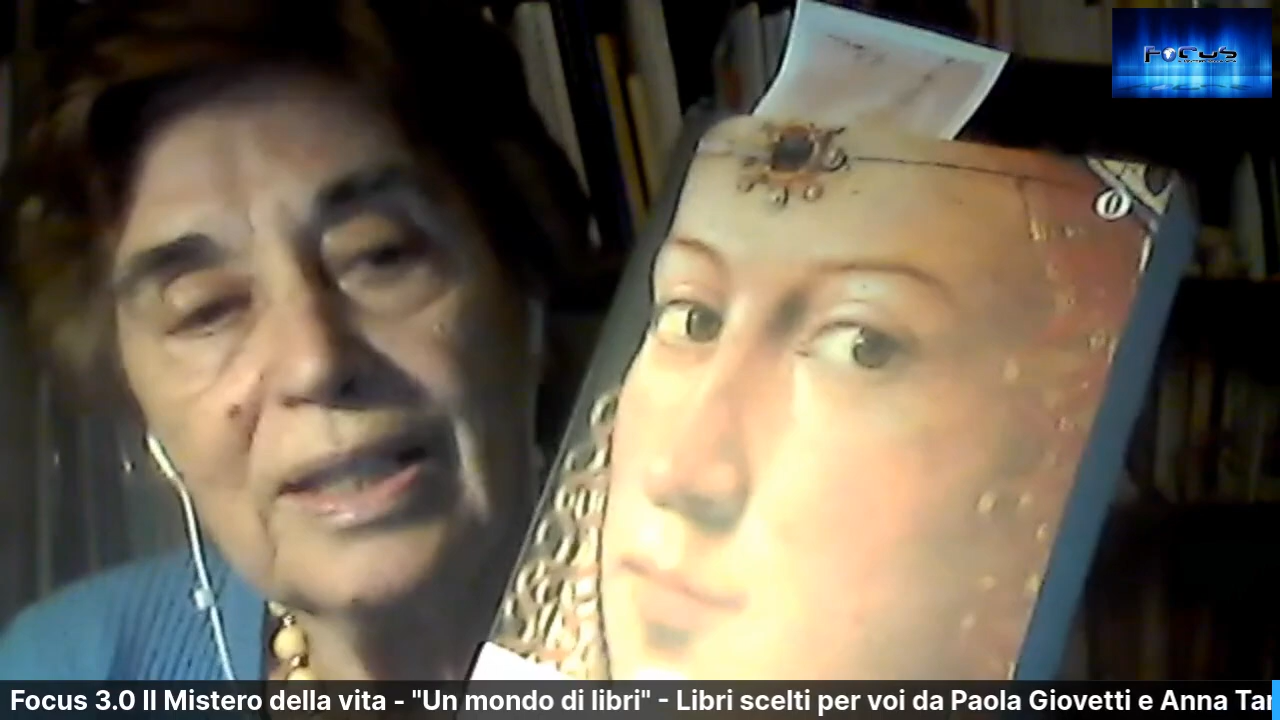 Focus
Focus 3.0 Il Mistero della vita - "Un mondo di libri" - Libri scelti per voi da Paola Giovetti e Anna Tar